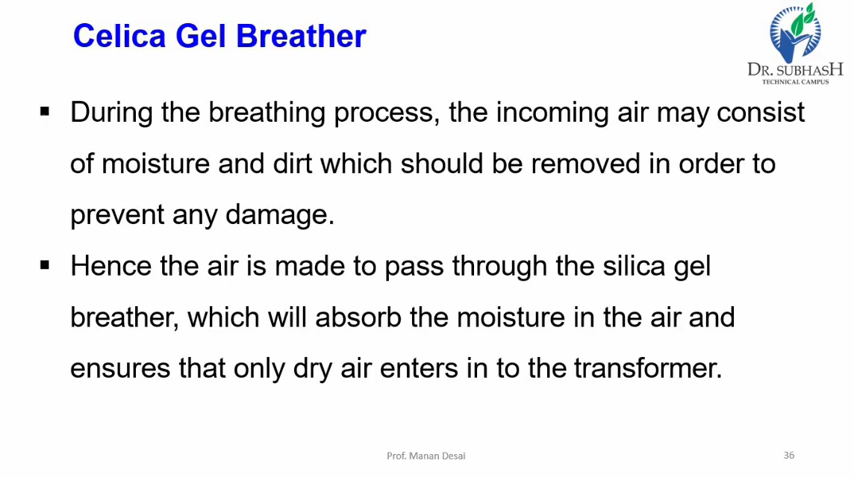 Celica Gel Breather
DR. SUBHASH
TECHNICAL CAMPUS
▪ During the breathing process, the incoming air may consist
of moisture and dirt which should be removed in order to
prevent any damage.
▪ Hence the air is made to pass through the silica gel
breather, which will absorb the moisture in the air and
ensures that only dry air enters in to the transformer.
Prof. Manan Desai
36